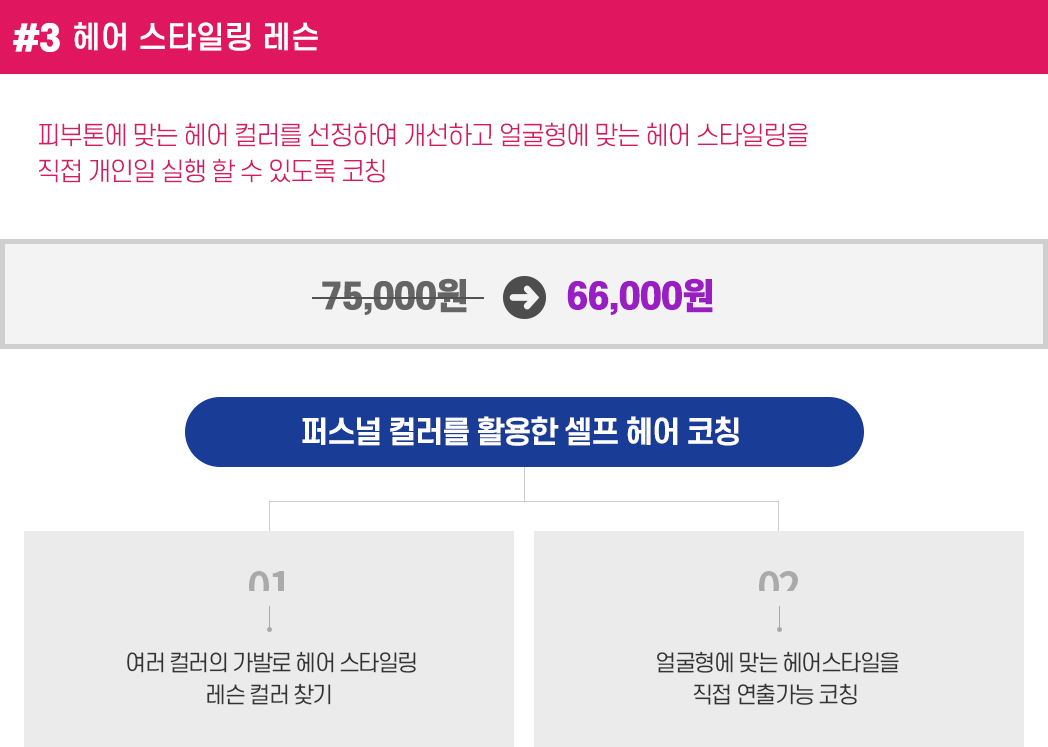 #3 헤어 스타일링 레슨
피부톤에 맞는 헤어 컬러를 선정하여 개선하고 얼굴형에 맞는 헤어 스타일링을
직접 개인일 실행 할 수 있도록 코칭
75,000원 66,000원
퍼스널 컬러를 활용한 셀프 헤어 코칭
01
여러 컬러의 가발로 헤어 스타일링
레슨 컬러 찾기
02
얼굴형에 맞는 헤어스타일을
직접 연출가능 코칭